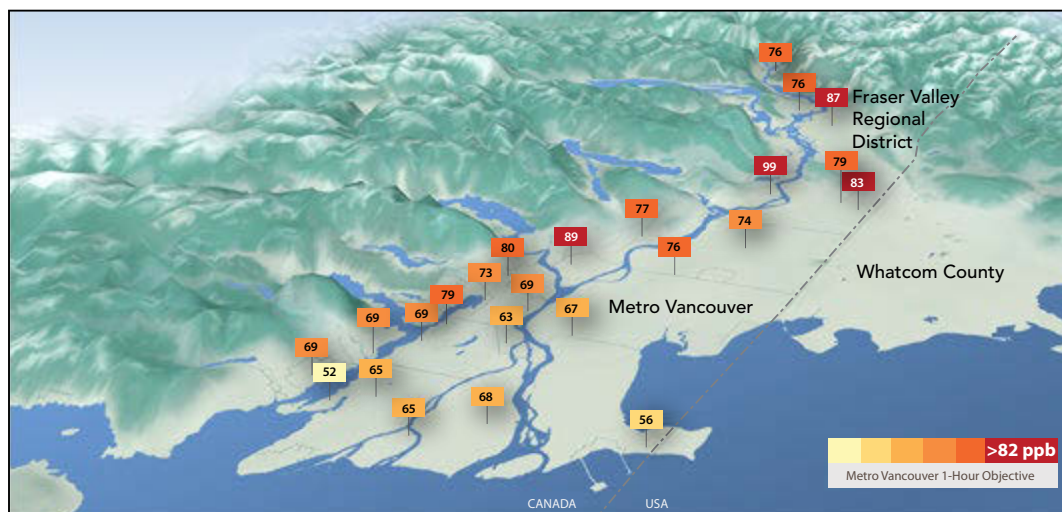 76
76
87
Fraser Valley
Regional
District
79
99
83
77
74
89
80
76
Whatcom County
73
69
79
67
Metro Vancouver
69
63
69
69
52
65
68
65
56
>82 ppb
Metro Vancouver 1-Hour Objective
CANADA
USA